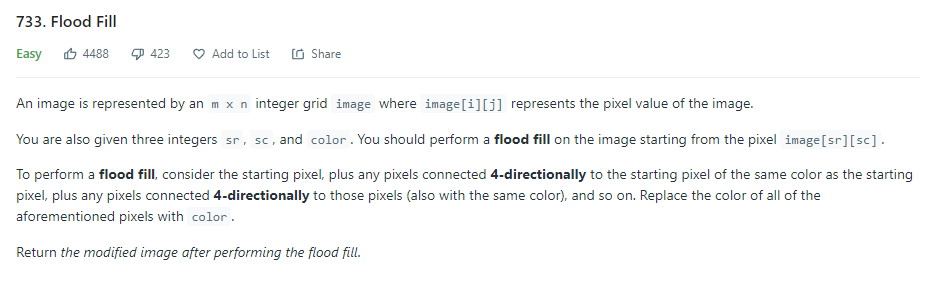 733. Flood Fill
Easy 4488 423 Add to List Share
An image is represented by an m x n integer grid image where image[i][j] represents the pixel value of the image.
You are also given three integers sr, sc, and color. You should perform a flood fill on the image starting from the pixel image[sr][sc].
To perform a flood fill, consider the starting pixel, plus any pixels connected 4-directionally to the starting pixel of the same color as the starting
pixel, plus any pixels connected 4-directionally to those pixels (also with the same color), and so on. Replace the color of all of the
aforementioned pixels with color.
Return the modified image after performing the flood fill.